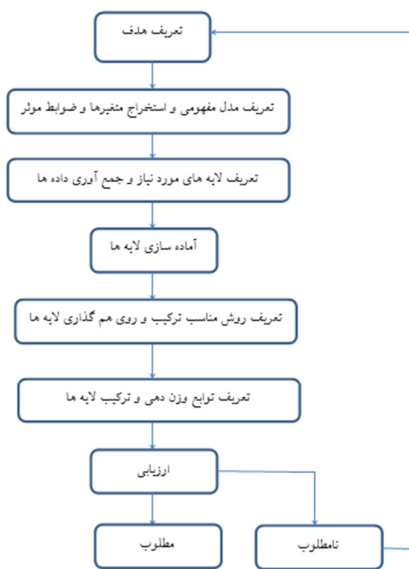 تعریف هدف
تعریف مدل مفهومی و استخراج متغیرها و ضوابط موثر
تعریف لایه های مورد نیاز و جمع آوری داده ها
آماده سازی لایه ها
تعریف روش مناسب ترکیب و روی هم گذاری لایه ها
تعریف توابع وزن دهی و ترکیب لایه ها
ارزیابی
مطلوب
نامطلوب